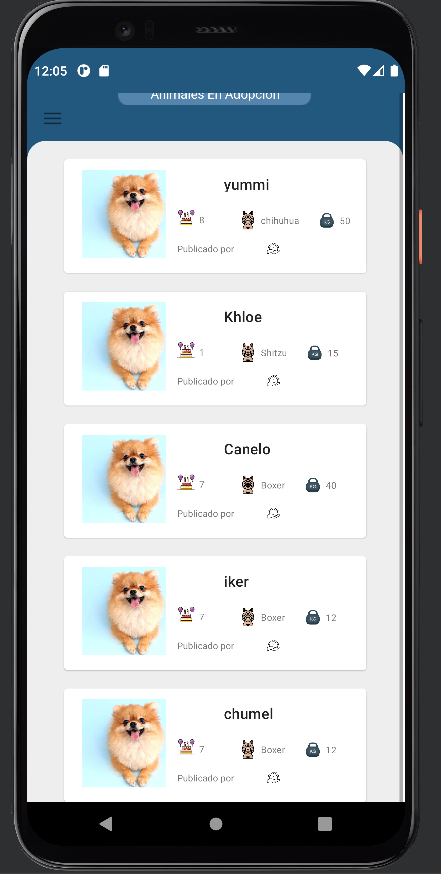 12:05
Animales En Adopcion
yummi
8 chihuhua 50
Publicado por
Khloe
1 Shitzu 15
Publicado por
Canelo
7 Boxer 40
Publicado por
iker
7 Boxer 12
Publicado por
chumel
7 Boxer 12
Publicado por